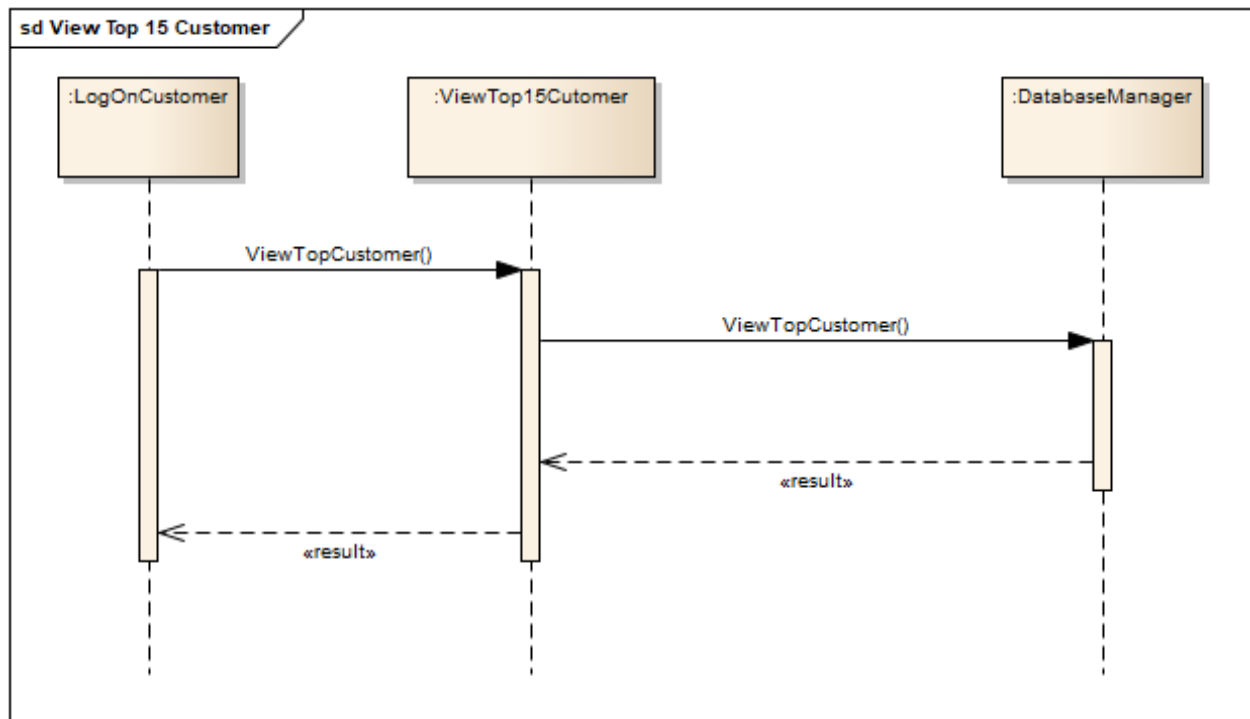 sd View Top 15 Customer
:LogOnCustomer
:ViewTop15Cutomer
:DatabaseManager
ViewTopCustomer()
ViewTopCustomer()
«result»
«result»